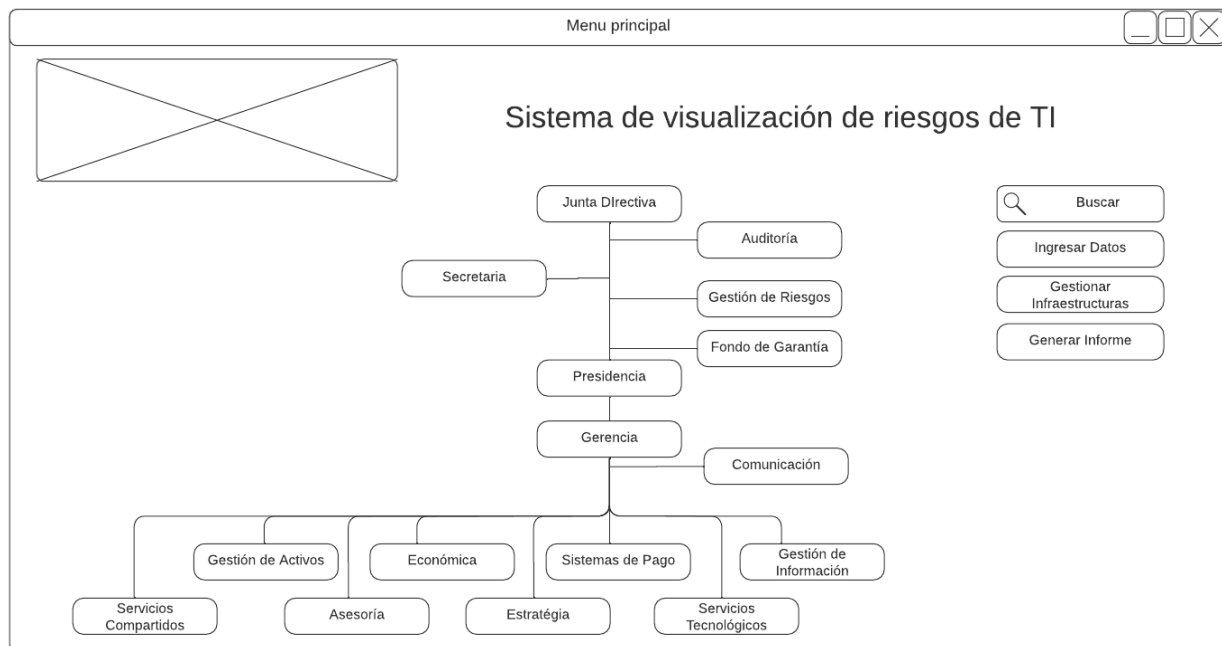 Menu principal
Sistema de visualización de riesgos de TI
Junta DIrectiva
Buscar
Auditoría
Ingresar Datos
Secretaria
Gestión de Riesgos
Gestionar
Infraestructuras
Fondo de Garantía
Generar Informe
Presidencia
Gerencia
Comunicación
Gestión de Activos
Económica
Sistemas de Pago
Gestión de
Información
Servicios
Compartidos
Asesoría
Estratégia
Servicios
Tecnológicos